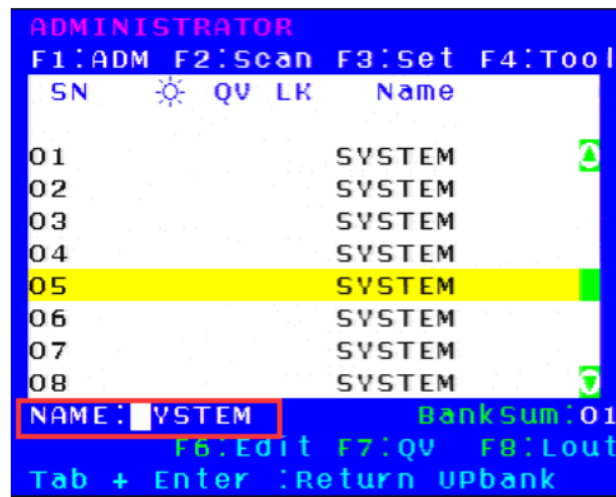 ADMINISTRATOR
F1:ADM F2:Scan F3:Set F4:Tool
SN QV LK Name
01 SYSTEM
02 SYSTEM
03 SYSTEM
04 SYSTEM
05 SYSTEM
06 SYSTEM
07 SYSTEM
08 SYSTEM
NAME: YSTEM BankSum:01
F6:Edit F7:QV F8:Lout
Tab + Enter :Return UPbank